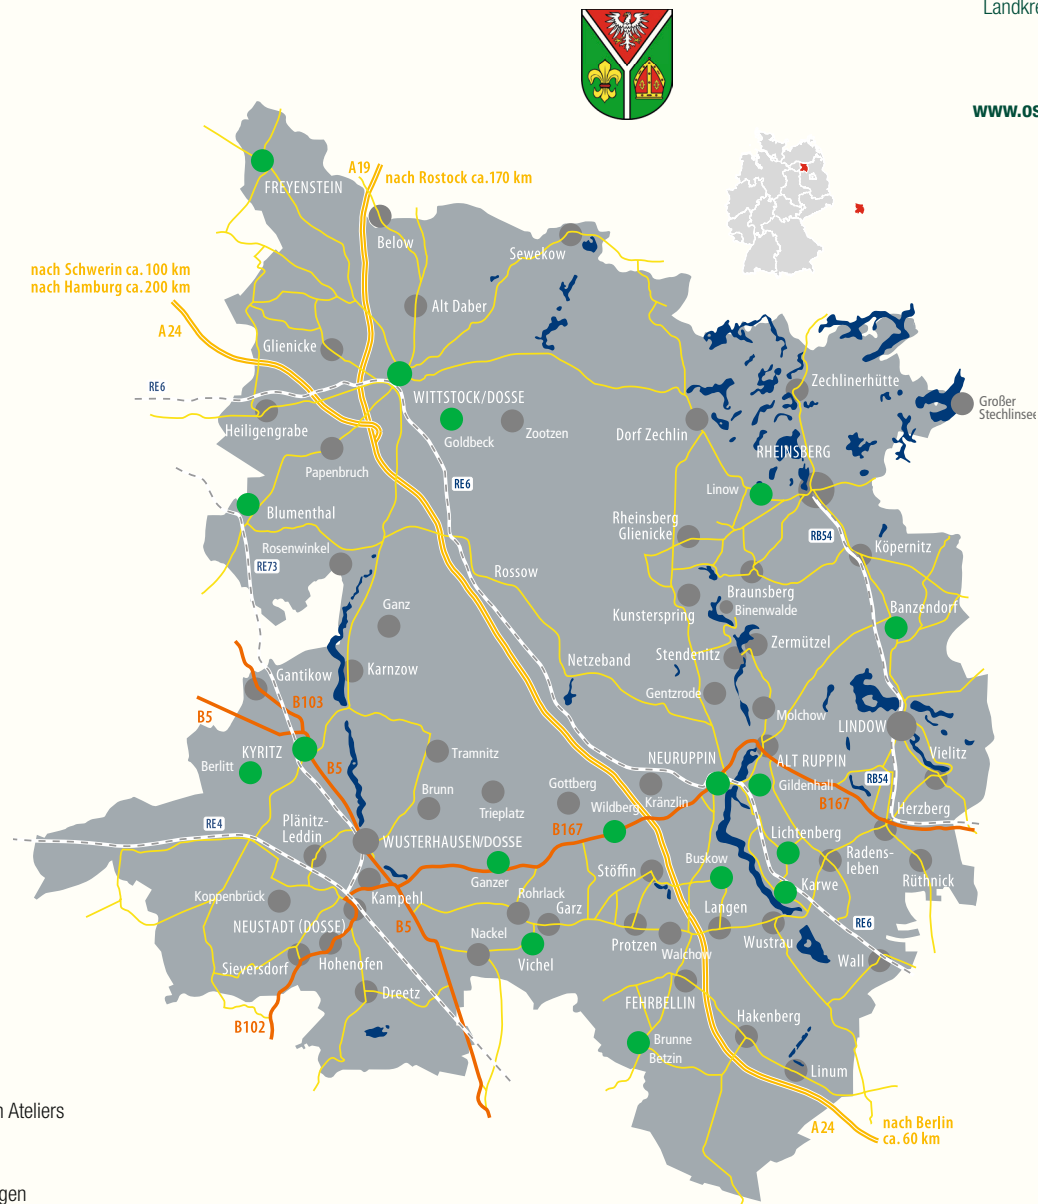 Landkre
www.os
FREYENSTEIN
A19
nach Rostock ca.170 km
Below
Sewekow
nach Schwerin ca. 100 km
nach Hamburg ca. 200 km
A24
Alt Daber
Glienicke
RE6
WITTSTOCK/DOSSE
Zechlinerhütte
Großer
Stechlinsee
Heiligengrabe
Goldbeck
Zootzen
Dorf Zechlin
Papenbruch
RHEINSBERG
RE6
Linow
Blumenthal
Rheinsberg
Glienicke
RB54
Rosenwinkel
Köpernitz
RE73
Rossow
Ganz
Braunsberg
Kunsterspring
Binenwalde
Banzendorf
Zermützel
Stendenitz
Netzeband
Karnzow
Gantikow
Gentzrode
B103
B5
Molchow
LINDOW
KYRITZ
Berlitt
B5
Tramnitz
NEURUPPIN
ALT RUPPIN
Vielitz
Gildenhall
RB54
Brunn
Trieplatz
Gottberg
Wildberg
Kränzlin
B167
Herzberg
RE4
Plänitz-
Leddin
B167
WUSTERHAUSEN/DOSSE
Lichtenberg
Buskow
Radens-
leben
Stöffin
Ganzer
Rüthnick
Karwe
Koppenbrück
Kampehl
Rohrlack
Garz
Langen
NEUSTADT (DOSSE)
B5
Nackel
RE6
Protzen
Walchow
Wustrau
Sieversdorf
Hohenofen
Vichel
Wall
Dreetz
FEHRBELLIN
Hakenberg
B102
Brunne
Betzin
Linum
n Ateliers
A24
nach Berlin
ca. 60 km
gen